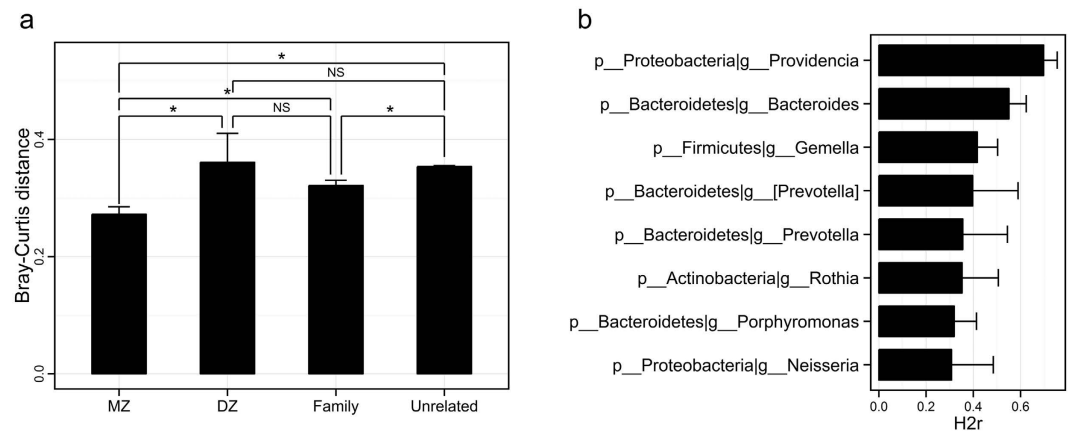 a
Bray-Curtis distance
0.4
0.2
0.0
*
NS
*
*
NS
*
MZ
DZ
Family
Unrelated
b
p__Proteobacteria|g__Providencia
p__Bacteroidetes|g__Bacteroides
p__Firmicutes|g__Gemella
p__Bacteroidetes|g__[Prevotella]
p__Bacteroidetes|g__Prevotella
p__Actinobacteria|g__Rothia
p__Bacteroidetes|g__Porphyromonas
p__Proteobacteria|g__Neisseria
0.0 0.2 0.4 0.6
H2r